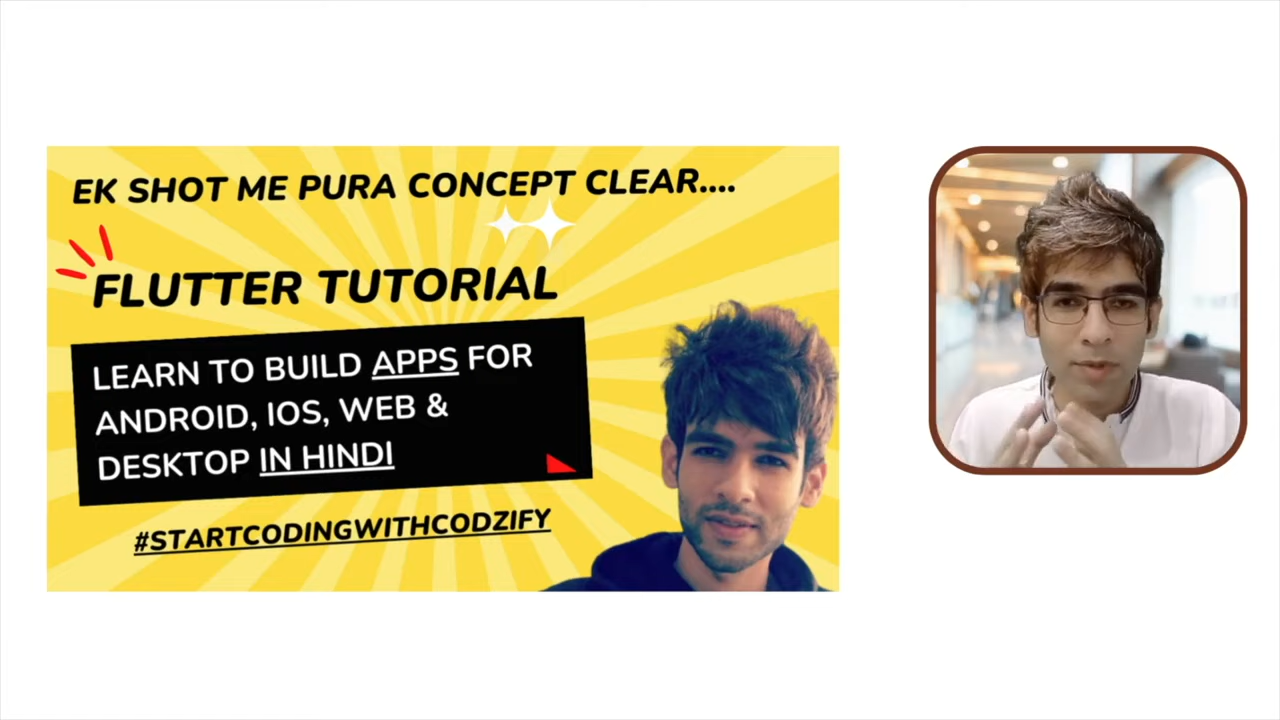 EK SHOT ME PURA CONCEPT CLEAR....
FLUTTER TUTORIAL
LEARN TO BUILD APPS FOR
ANDROID, IOS, WEB &
DESKTOP IN HINDI
#STARTCODINGWITHCODZIFY